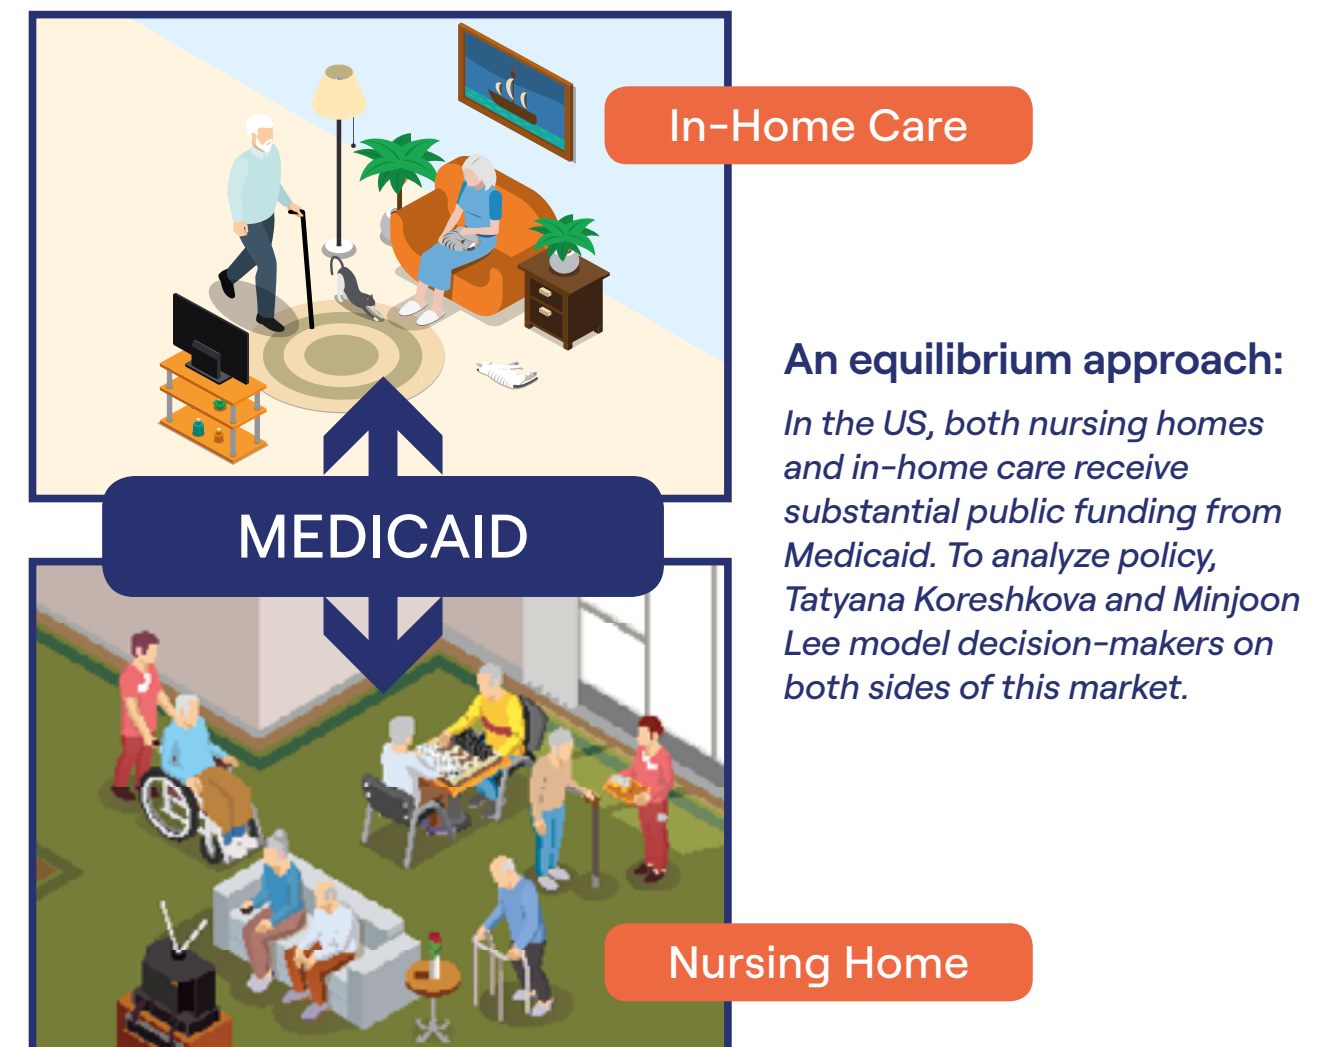 In-Home Care
MEDICAID
An equilibrium approach:
In the US, both nursing homes
and in-home care receive
substantial public funding from
Medicaid. To analyze policy,
Tatyana Koreshkova and Minjoon
Lee model decision-makers on
both sides of this market.
Nursing Home